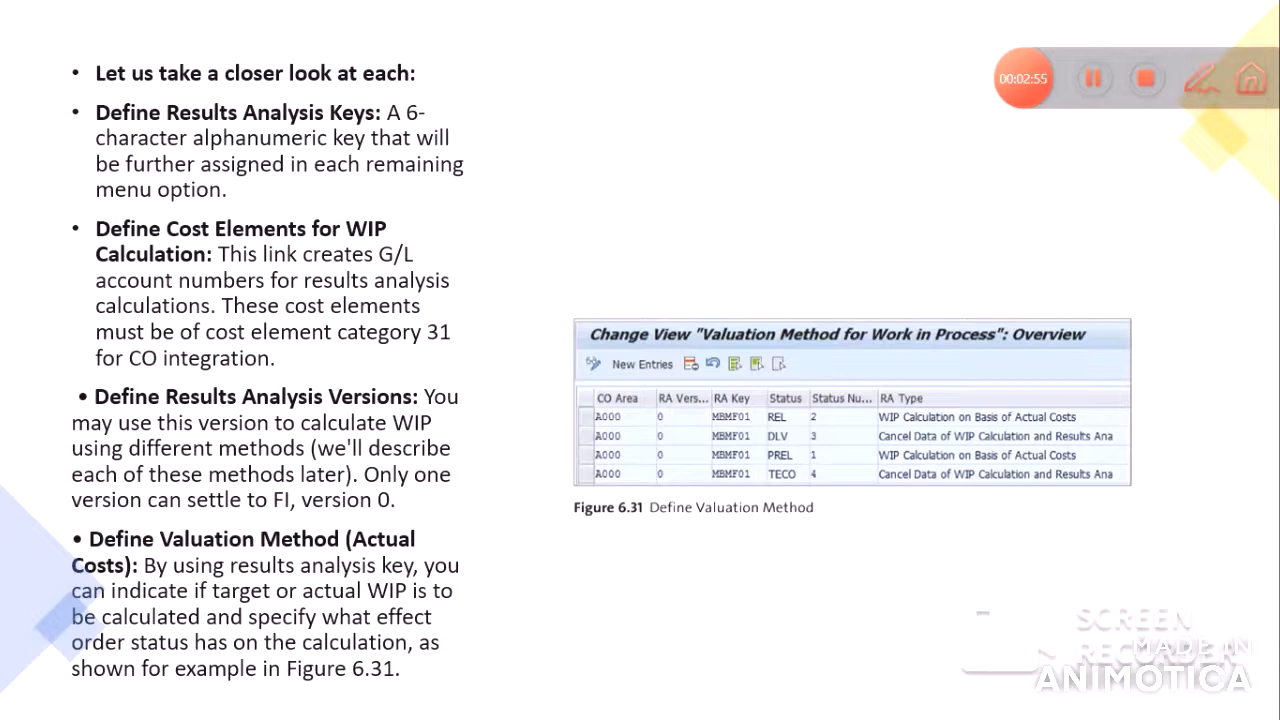 • Let us take a closer look at each:
• Define Results Analysis Keys: A 6-
character alphanumeric key that will
be further assigned in each remaining
menu option.
• Define Cost Elements for WIP
Calculation: This link creates G/L
account numbers for results analysis
calculations. These cost elements
must be of cost element category 31
for CO integration.
• Define Results Analysis Versions: You
may use this version to calculate WIP
using different methods (we'll describe
each of these methods later). Only one
version can settle to FI, version 0.
• Define Valuation Method (Actual
Costs): By using results analysis key, you
can indicate if target or actual WIP is to
be calculated and specify what effect
order status has on the calculation, as
shown for example in Figure 6.31.
00:02:55
Change View "Valuation Method for Work in Process": Overview
New Entries
CO Area RA Vers... RA Key Status Status Nu... RA Type
A000 0 MBMF01 REL 2 WIP Calculation on Basis of Actual Costs
A000 0 MBMF01 DLV 3 Cancel Data of WIP Calculation and Results Ana
A000 0 MBMF01 PREL 1 WIP Calculation on Basis of Actual Costs
A000 0 MBMF01 TECO 4 Cancel Data of WIP Calculation and Results Ana
Figure 6.31 Define Valuation Method
SCREEN
RECORDER
MADE IN
ANIMOTICA